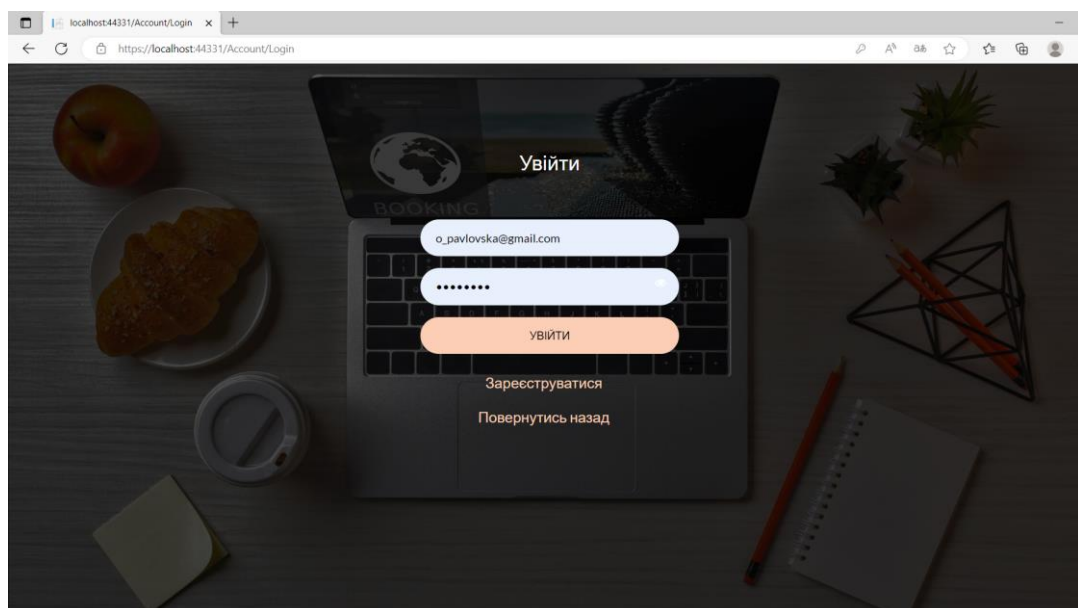 localhost:44331/Account/Login
https://localhost:44331/Account/Login
BOOKING
Увійти
o_pavlovska@gmail.com
••••••••
УВІЙТИ
Зареєструватися
Повернутись назад